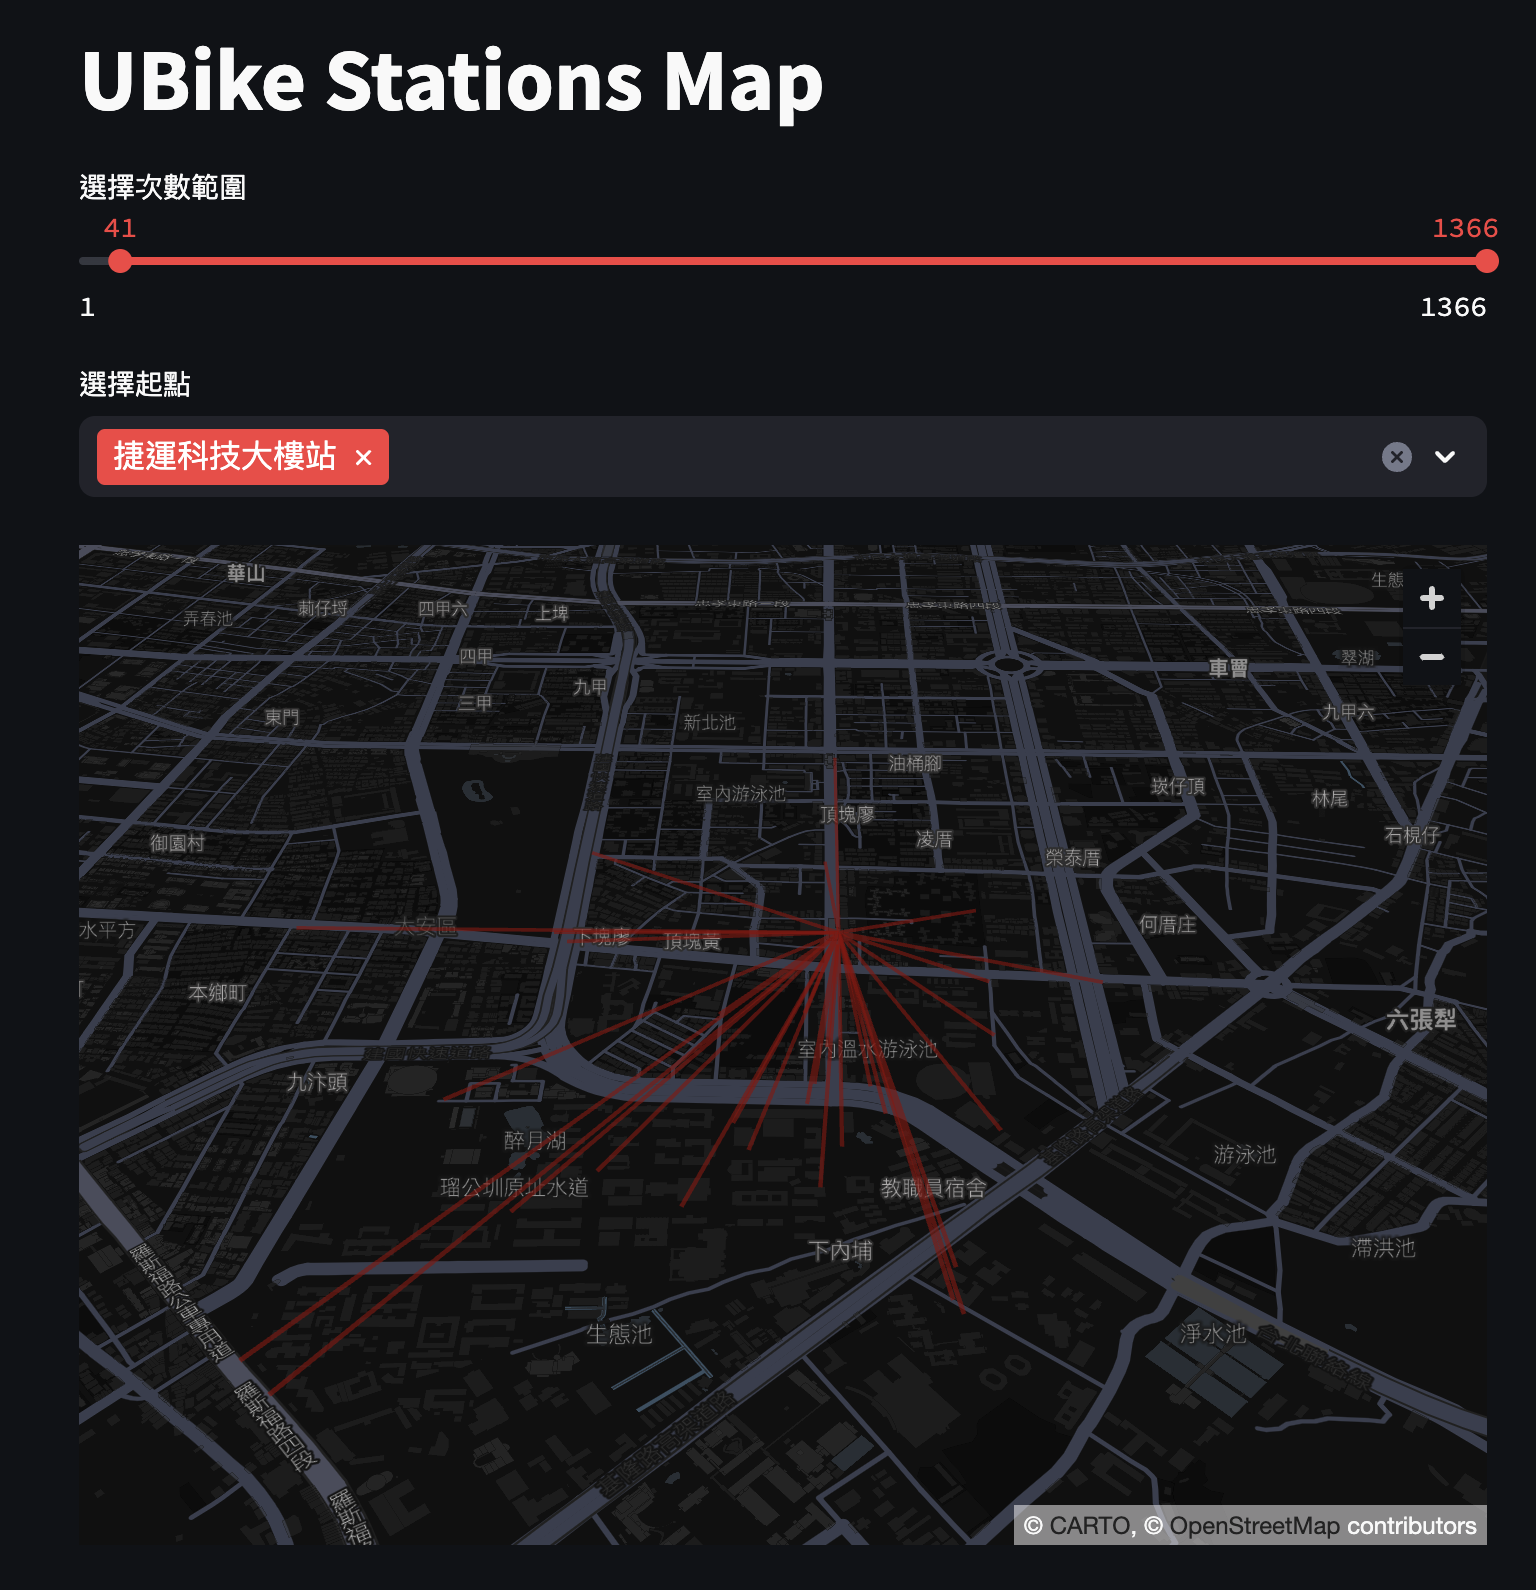 UBike Stations Map
選擇次數範圍
41
1366
1
1366
選擇起點
捷運科技大樓站 ×
華山
生態
莿仔埒
四甲六
上埤
弄春池
四甲
翠湖
車罾
九甲
三甲
東門
新北池
九甲六
油桶腳
崁仔頂
室內游泳池
林尾
頂塊廖
石梘仔
凌厝
御園村
榮泰厝
水平方
大安區
何厝庄
下塊廖
頂塊黃
本鄉町
六張犁
室內溫水游泳池
九汴頭
醉月湖
游泳池
瑠公圳原址水道
教職員宿舍
下內埔
滯洪池
羅斯福路公車專用道
生態池
淨水池
羅斯福路四段
羅斯福
© CARTO, © OpenStreetMap contributors